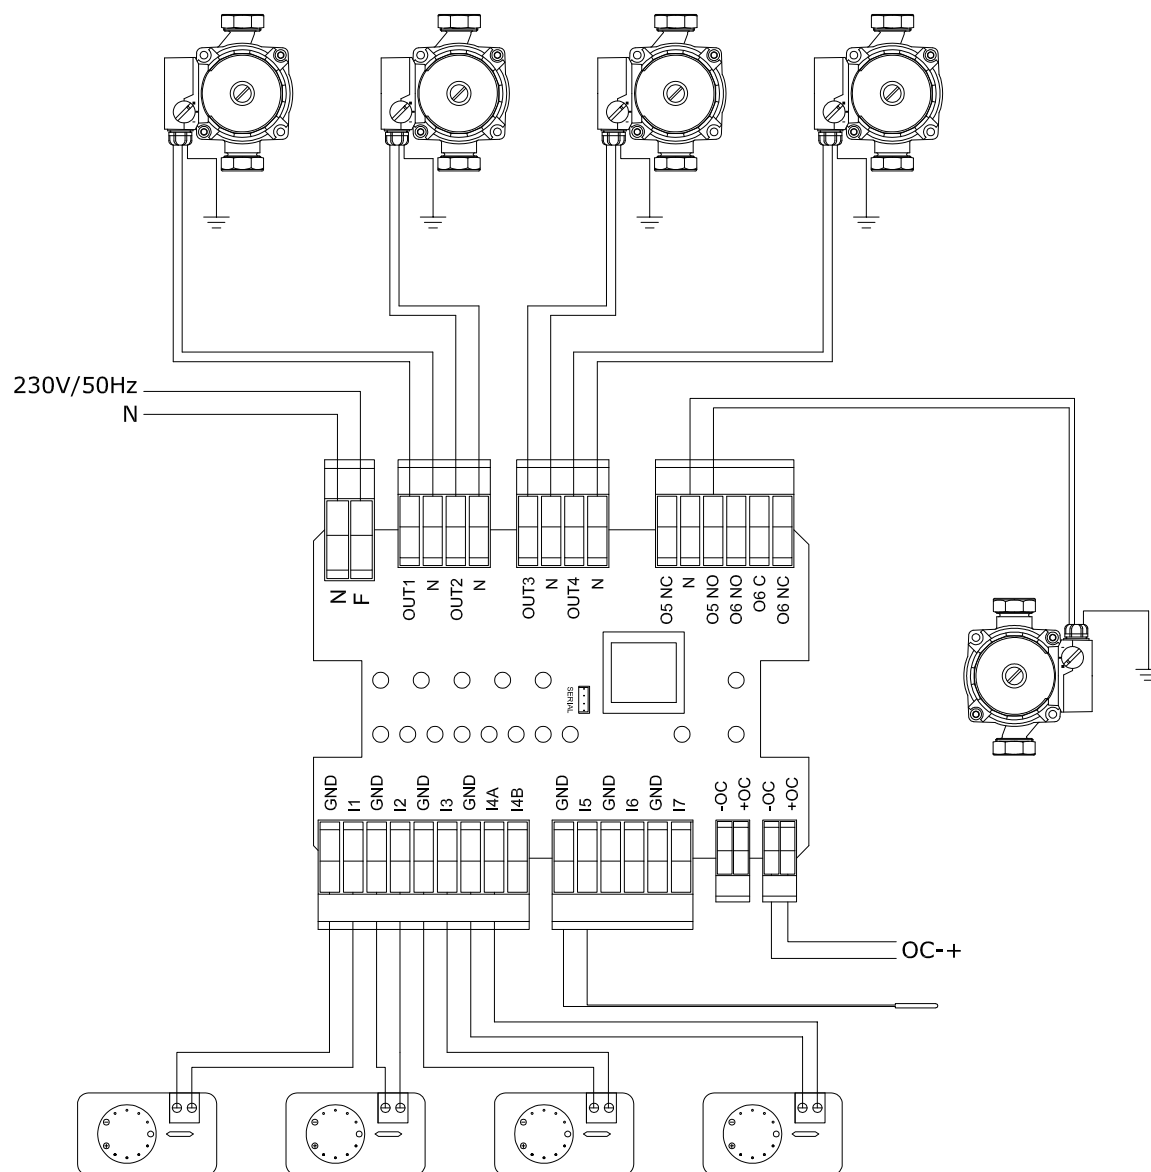 230V/50Hz
N
N
F
OUT1
N
OUT2
N
OUT3
N
OUT4
N
O5 NC
N
O5 NO
O6 NO
O6 C
O6 NC
SERIAL
GND
I1
GND
I2
GND
I3
GND
I4A
I4B
GND
I5
GND
I6
GND
I7
-OC
+OC
-OC
+OC
OC-+